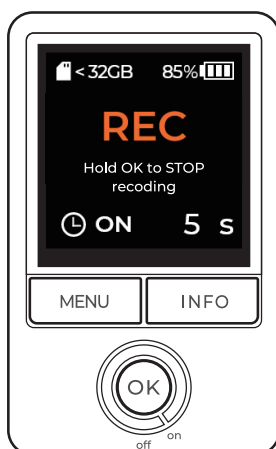 < 32GB 85%
REC
Hold OK to STOP
recoding
ON 5 s
MENU INFO
OK
off on